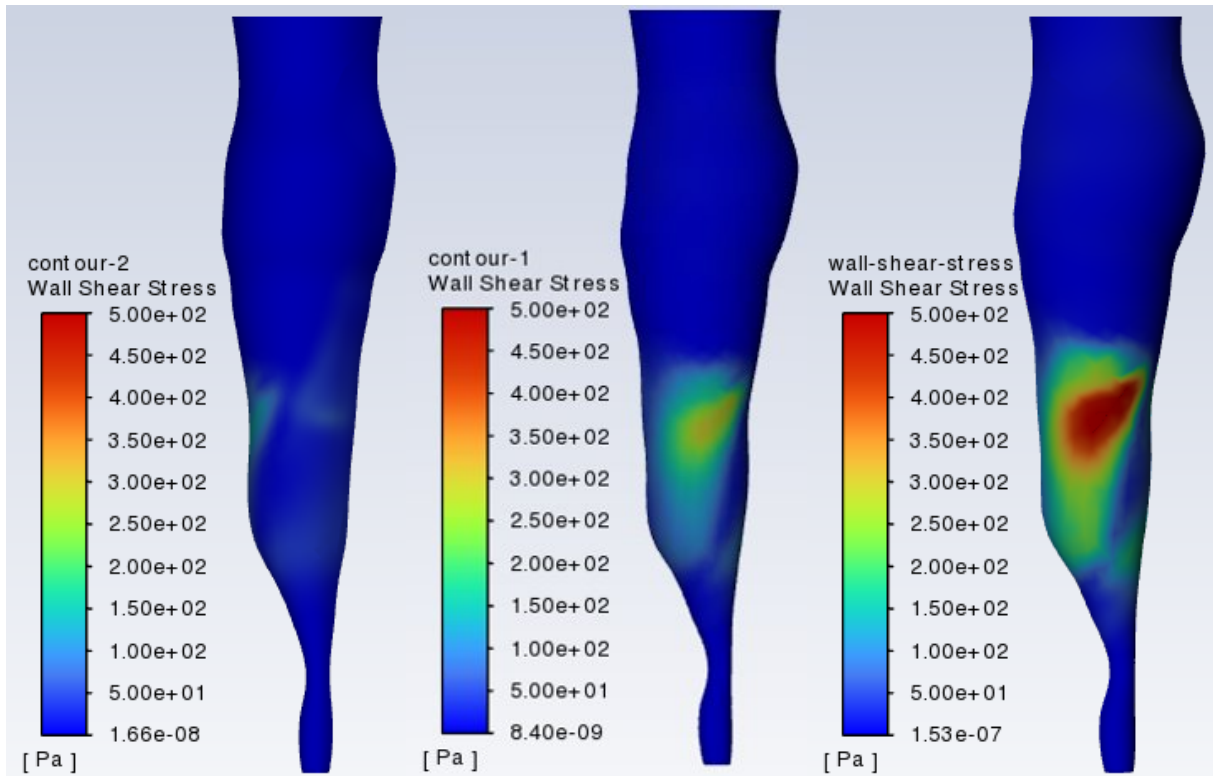 contour-2
Wall Shear Stress
5.00e+02
4.50e+02
4.00e+02
3.50e+02
3.00e+02
2.50e+02
2.00e+02
1.50e+02
1.00e+02
5.00e+01
1.66e-08
[ Pa ]
contour-1
Wall Shear Stress
5.00e+02
4.50e+02
4.00e+02
3.50e+02
3.00e+02
2.50e+02
2.00e+02
1.50e+02
1.00e+02
5.00e+01
8.40e-09
[ Pa ]
wall-shear-stress
Wall Shear Stress
5.00e+02
4.50e+02
4.00e+02
3.50e+02
3.00e+02
2.50e+02
2.00e+02
1.50e+02
1.00e+02
5.00e+01
1.53e-07
[ Pa ]